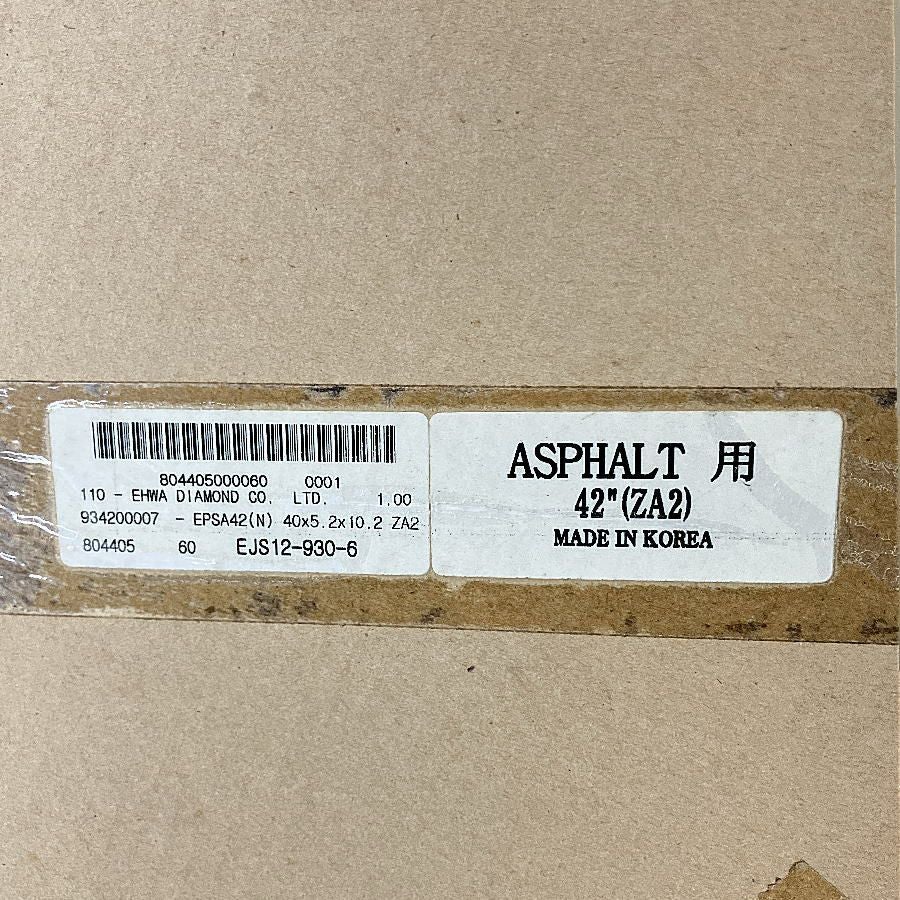 804405000060 0001
110 - EHWA DIAMOND CO, LTD. 1.00
934200007 - EPSA42(N) 40x5.2x10.2 ZA2
804405 60 EJS12-930-6
ASPHALT 用
42"(ZA2)
MADE IN KOREA